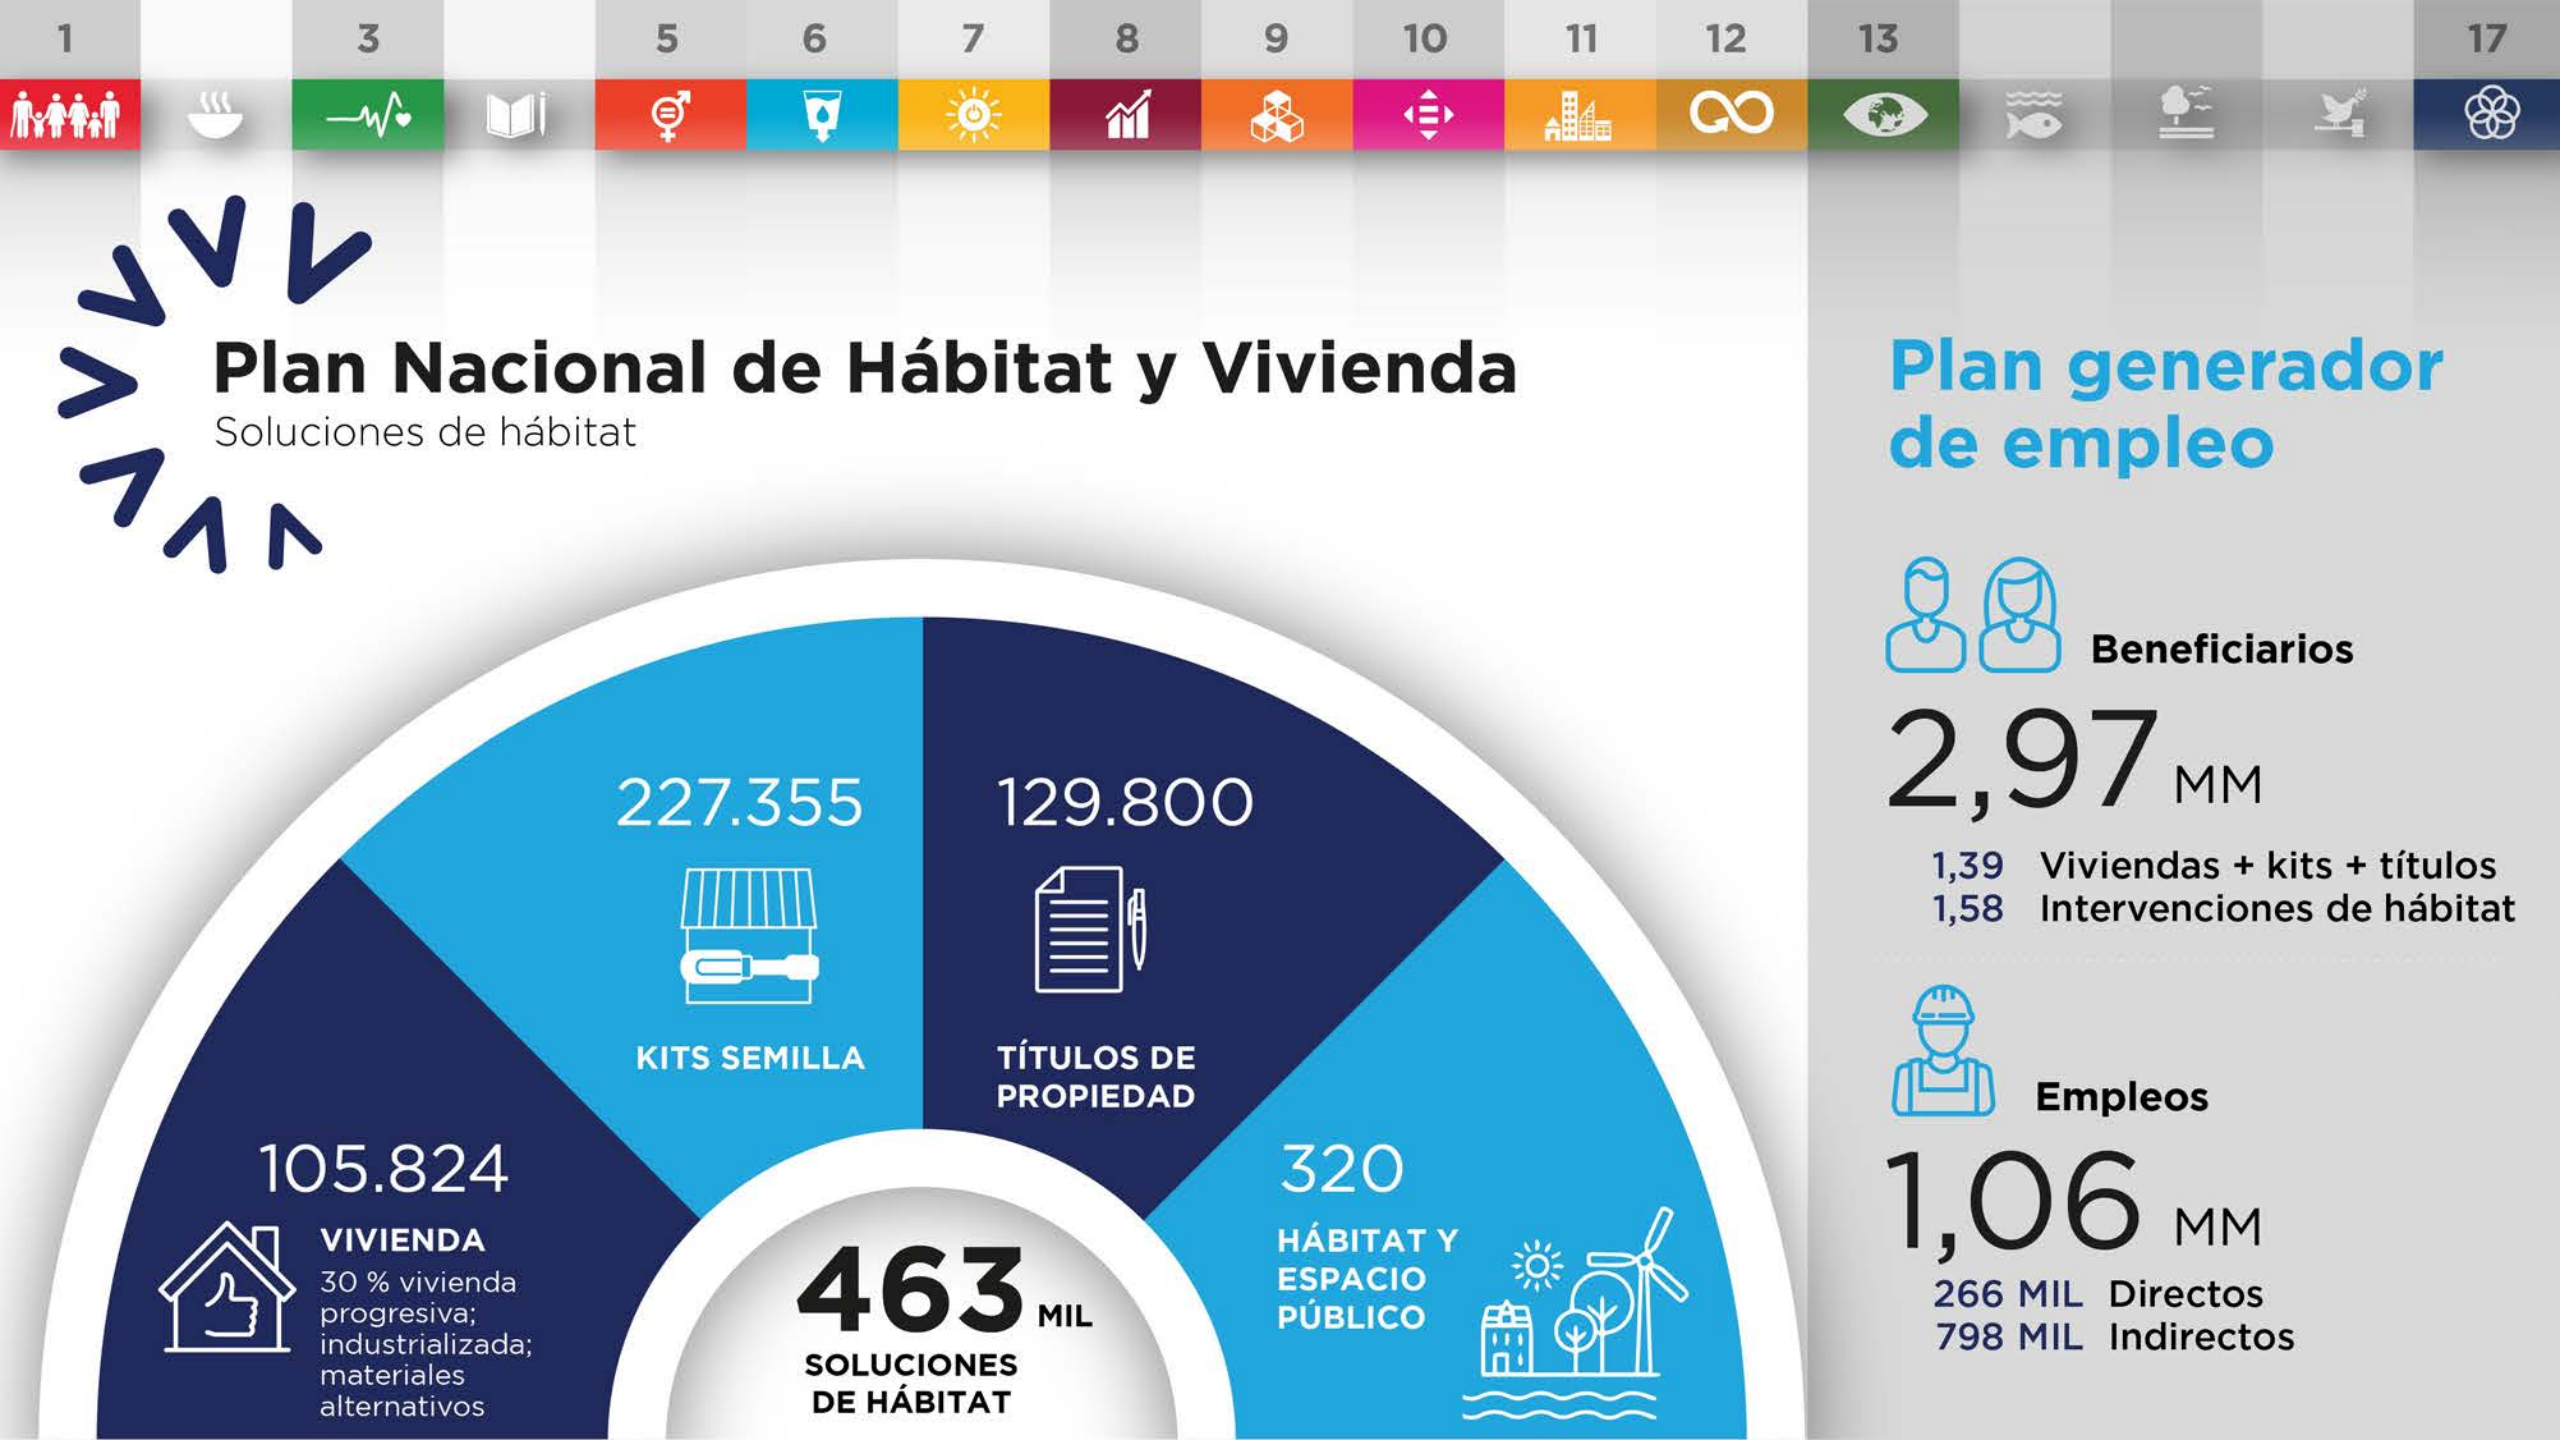 1 3 5 6 7 8 9 10 11 12 13 17
Plan Nacional de Hábitat y Vivienda
Soluciones de hábitat
227.355
KITS SEMILLA
129.800
TÍTULOS DE
PROPIEDAD
105.824
VIVIENDA
30 % vivienda
progresiva;
industrializada;
materiales
alternativos
320
HÁBITAT Y
ESPACIO
PÚBLICO
463 MIL
SOLUCIONES
DE HÁBITAT
Plan generador
de empleo
Beneficiarios
2,97 MM
1,39 Viviendas + kits + títulos
1,58 Intervenciones de hábitat
Empleos
1,06 MM
266 MIL Directos
798 MIL Indirectos